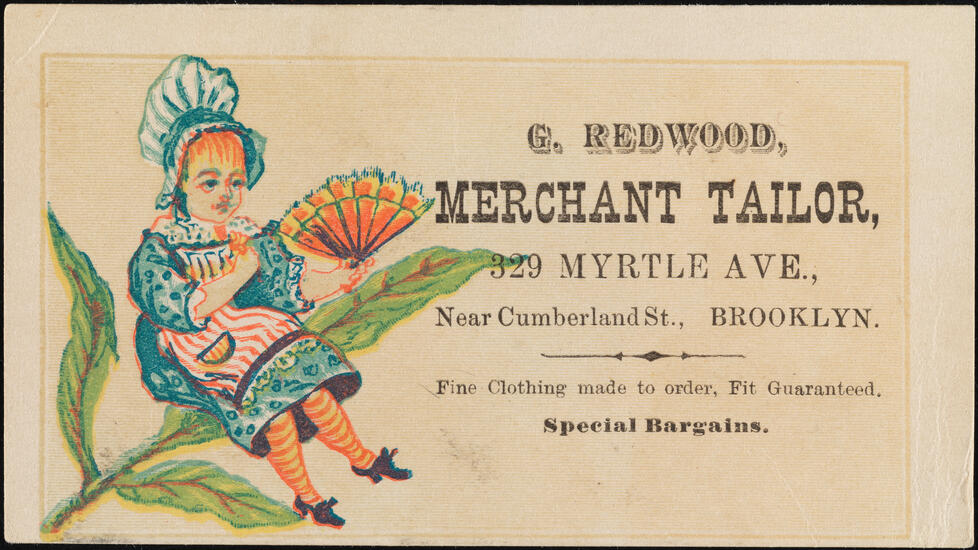 G. REDWOOD,
MERCHANT TAILOR,
329 MYRTLE AVE.,
Near Cumberland St., BROOKLYN.
Fine Clothing made to order, Fit Guaranteed.
Special Bargains.